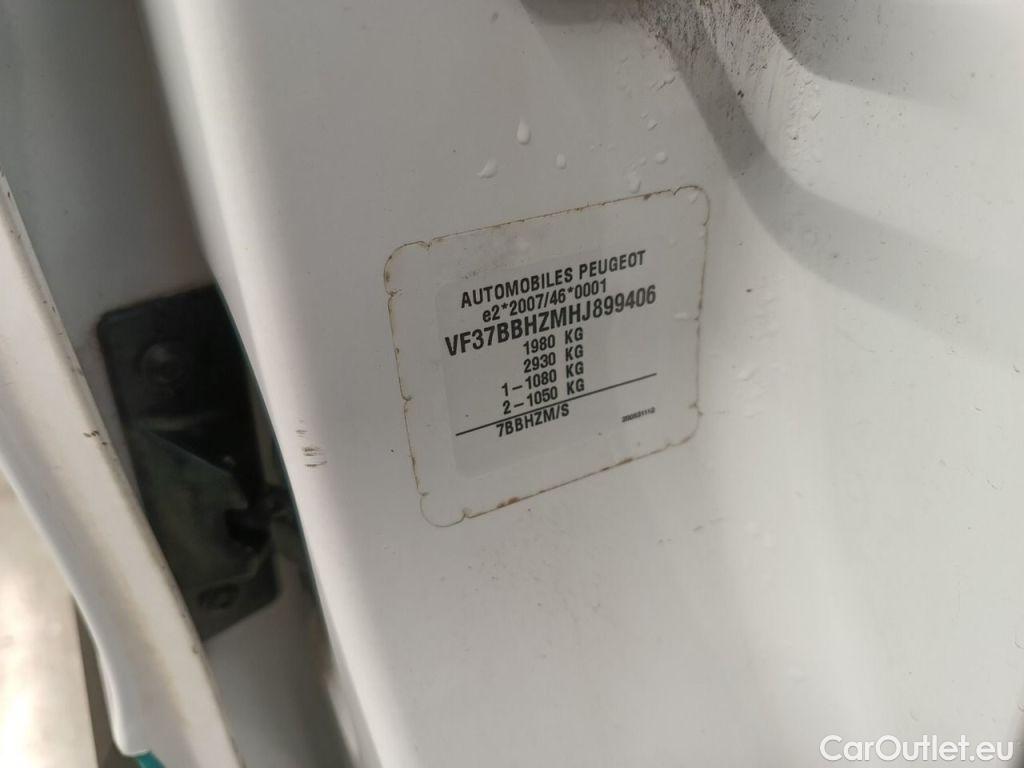 AUTOMOBILES PEUGEOT
e2*2007/46*0001
VF37BBHZMHJ899406
1980 KG
2930 KG
1-1080 KG
2-1050 KG
7BBHZM/S
CarOutlet.eu